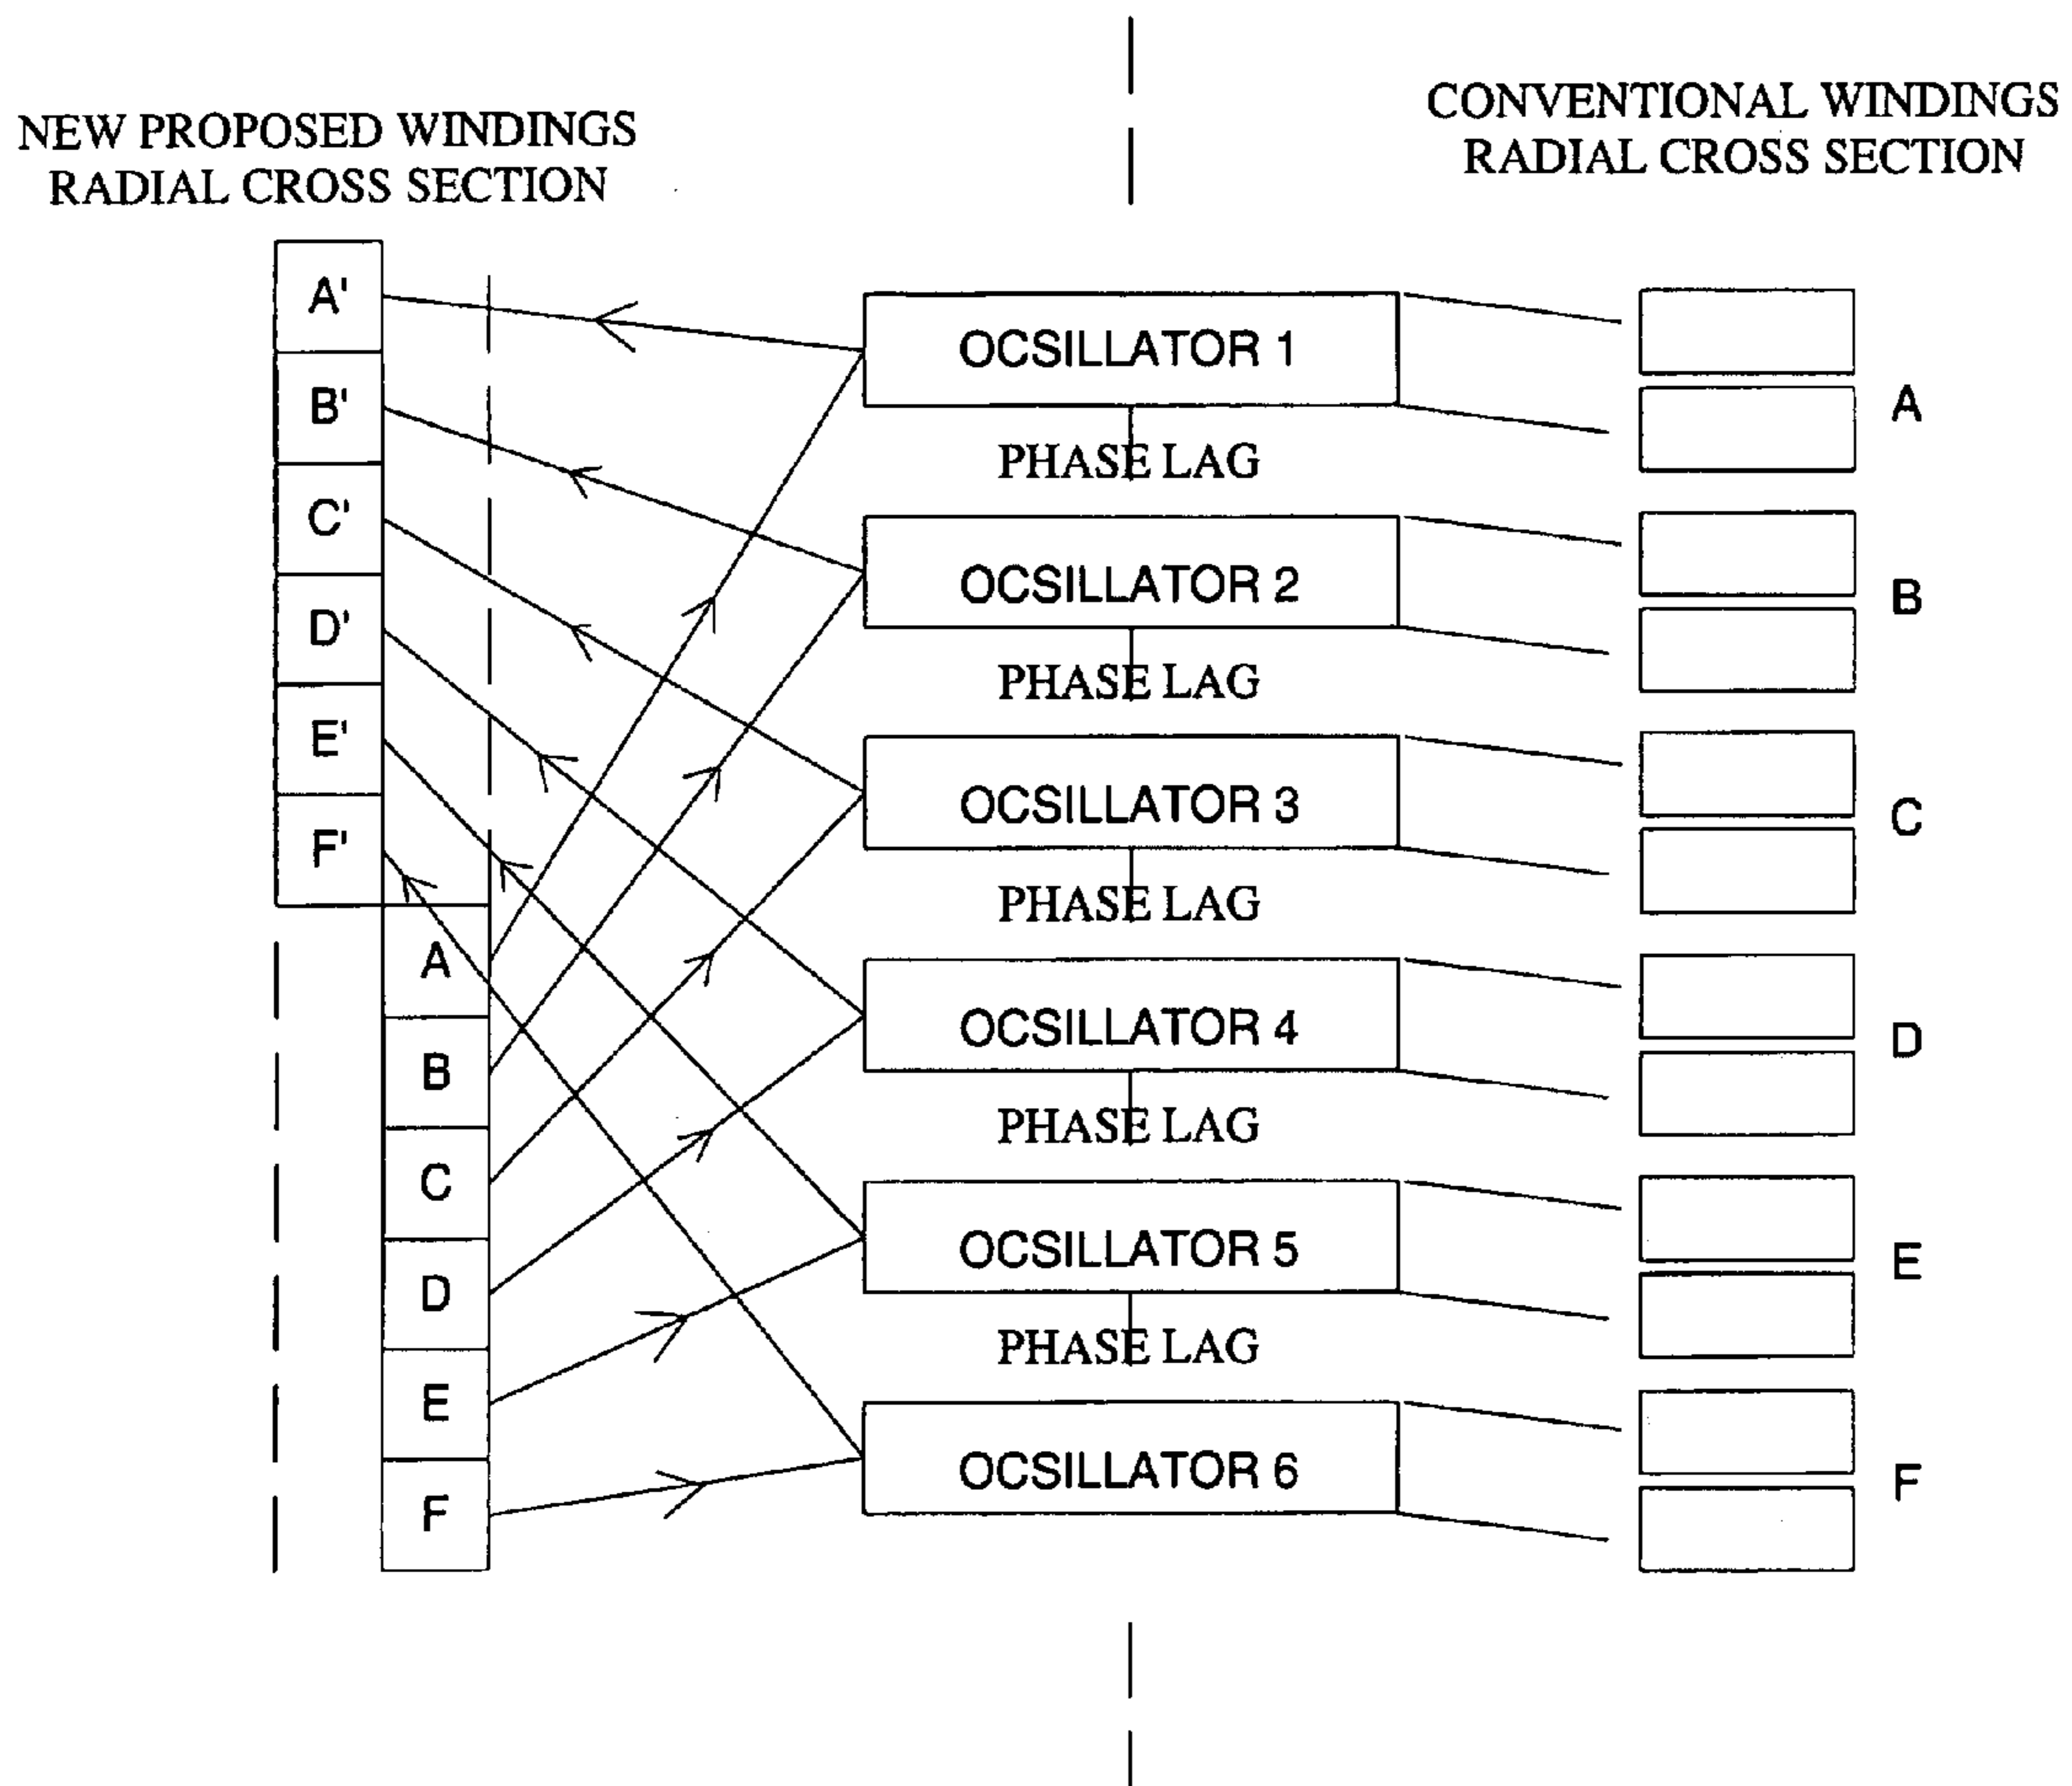 NEW PROPOSED WINDINGS
RADIAL CROSS SECTION
CONVENTIONAL WINDINGS
RADIAL CROSS SECTION
A'
B'
C'
D'
E'
F'
A
B
C
D
E
F
OCSILLATOR 1
PHASE LAG
OCSILLATOR 2
PHASE LAG
OCSILLATOR 3
PHASE LAG
OCSILLATOR 4
PHASE LAG
OCSILLATOR 5
PHASE LAG
OCSILLATOR 6
A
B
C
D
E
F